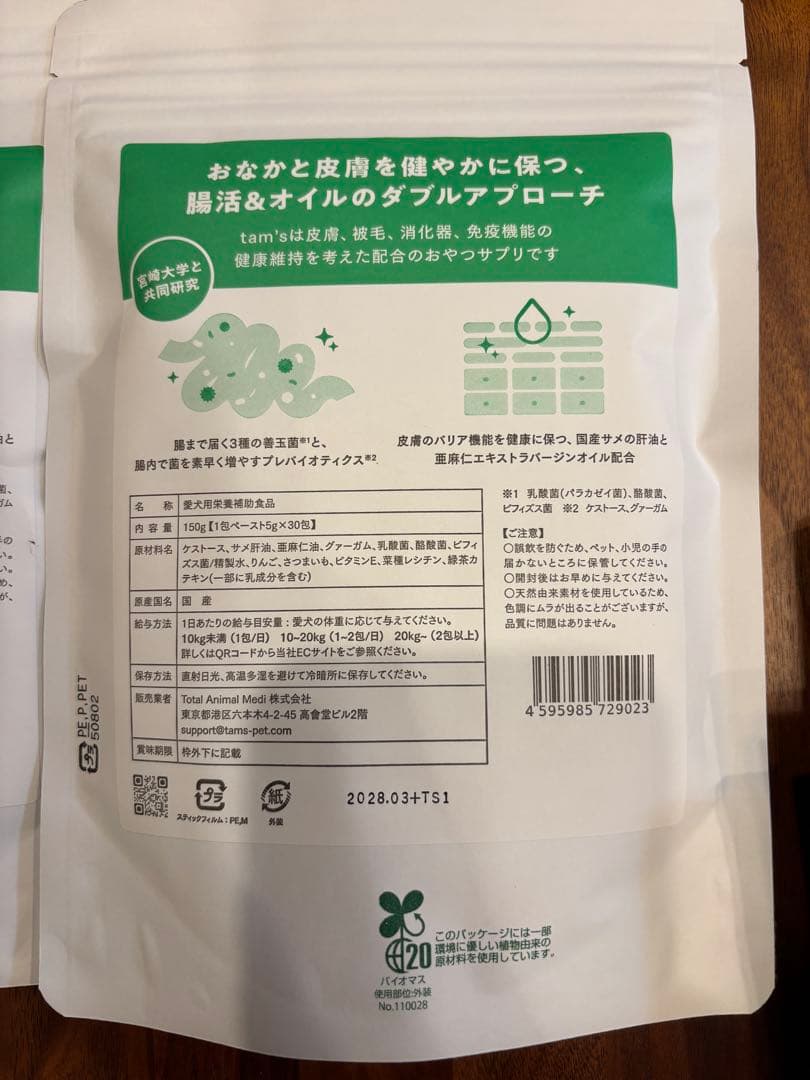 おなかと皮膚を健やかに保つ、
腸活&オイルのダブルアプローチ
tam'sは皮膚、被毛、消化器、免疫機能の
健康維持を考えた配合のおやつサプリです
宮崎大学と
共同研究
腸まで届く3種の善玉菌※1と、
腸内で菌を素早く増やすプレバイオティクス※2
皮膚のバリア機能を健康に保つ、国産サメの肝油と
亜麻仁エキストラバージンオイル配合
名 称 愛犬用栄養補助食品
内容量 150g【1包ペースト5g×30包】
原材料名 ケストース、サメ肝油、亜麻仁油、グァーガム、乳酸菌、酪酸菌、ビフィ
ズス菌/精製水、りんご、さつまいも、ビタミンE、菜種レシチン、緑茶カ
テキン(一部に乳成分を含む)
原産国名 国 産
給与方法 1日あたりの給与目安量:愛犬の体重に応じて与えてください。
10kg未満(1包/日) 10~20kg(1~2包/日) 20kg~(2包以上)
詳しくはQRコードから当社ECサイトをご参照ください。
保存方法 直射日光、高温多湿を避けて冷暗所に保存してください。
販売業者 Total Animal Medi 株式会社
東京都港区六本木4-2-45 高會堂ビル2階
support@tams-pet.com
賞味期限 枠外下に記載
※1 乳酸菌(パラカゼイ菌)、酪酸菌、
ビフィズス菌 ※2 ケストース、グァーガム
【ご注意】
○誤飲を防ぐため、ペット、小児の手の
届かないところに保管してください。
○開封後はお早めに与えてください。
○天然由来素材を使用しているため、
色調にムラが出ることがございますが、
品質に問題はありません。
4 595985 729023
プラ
PE,P,PET
50802
プラ
スティックフィルム:PE,M
紙
外装
2028.03+TS1
20
バイオマス
使用部位:外装
No.110028
このパッケージには一部
環境に優しい植物由来の
原材料を使用しています。